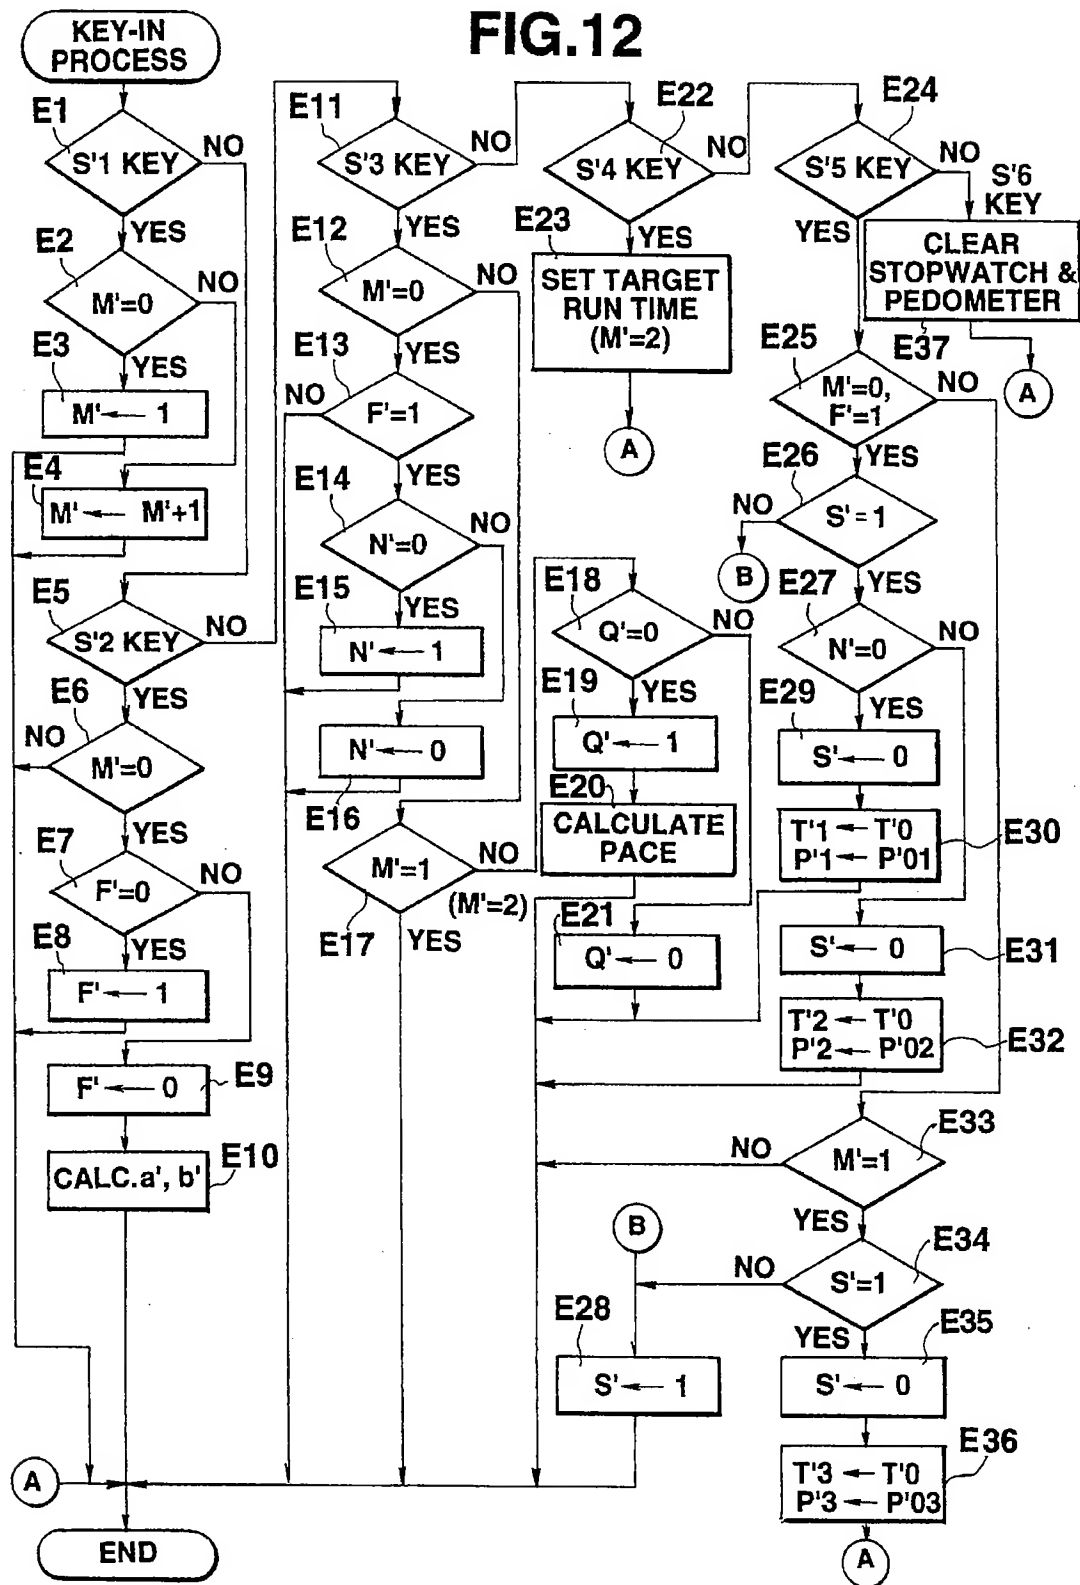 FIG.12
KEY-IN
PROCESS
E1
S'1 KEY
NO
YES
E2
M'=0
NO
YES
E3
M' ← 1
E4
M' ← M'+1
E5
S'2 KEY
NO
YES
E6
NO
M'=0
YES
E7
F'=0
NO
YES
E8
F' ← 1
F' ← 0
E9
CALC.a', b'
E10
A
END
E11
S'3 KEY
NO
YES
E12
M'=0
NO
YES
E13
NO
F'=1
YES
E14
N'=0
NO
YES
E15
N' ← 1
N' ← 0
E16
M'=1
NO
(M'=2)
E17
YES
E22
S'4 KEY
NO
YES
E23
SET TARGET
RUN TIME
(M'=2)
A
E18
Q'=0
NO
YES
E19
Q' ← 1
E20
CALCULATE
PACE
E21
Q' ← 0
B
E28
S' ← 1
E24
S'5 KEY
NO
S'6
KEY
YES
CLEAR
STOPWATCH &
PEDOMETER
E37
A
E25
M'=0,
F'=1
NO
YES
E26
NO
S'=1
B
YES
E27
N'=0
NO
YES
E29
S' ← 0
T'1 ← T'0
P'1 ← P'01
E30
S' ← 0
E31
T'2 ← T'0
P'2 ← P'02
E32
E33
NO
M'=1
YES
E34
NO
S'=1
YES
E35
S' ← 0
E36
T'3 ← T'0
P'3 ← P'03
A